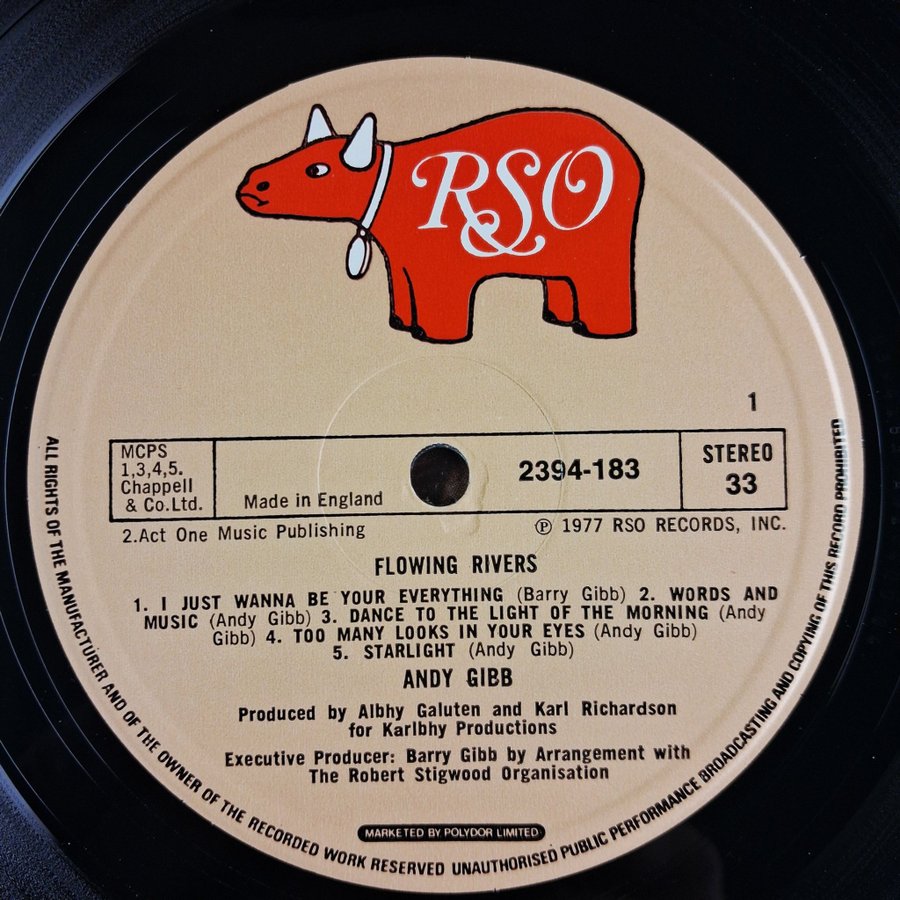 RSO
1
MCPS
1,3,4,5.
Chappell
& Co.Ltd.
Made in England
2394-183
STEREO
33
2.Act One Music Publishing
℗ 1977 RSO RECORDS, INC.
FLOWING RIVERS
1. I JUST WANNA BE YOUR EVERYTHING (Barry Gibb) 2. WORDS AND
MUSIC (Andy Gibb) 3. DANCE TO THE LIGHT OF THE MORNING (Andy
Gibb) 4. TOO MANY LOOKS IN YOUR EYES (Andy Gibb)
5. STARLIGHT (Andy Gibb)
ANDY GIBB
Produced by Albhy Galuten and Karl Richardson
for Karlbhy Productions
Executive Producer: Barry Gibb by Arrangement with
The Robert Stigwood Organisation
MARKETED BY POLYDOR LIMITED
ALL RIGHTS OF THE MANUFACTURER AND OF THE OWNER OF THE RECORDED WORK RESERVED UNAUTHORISED PUBLIC PERFORMANCE BROADCASTING AND COPYING OF THIS RECORD PROHIBITED